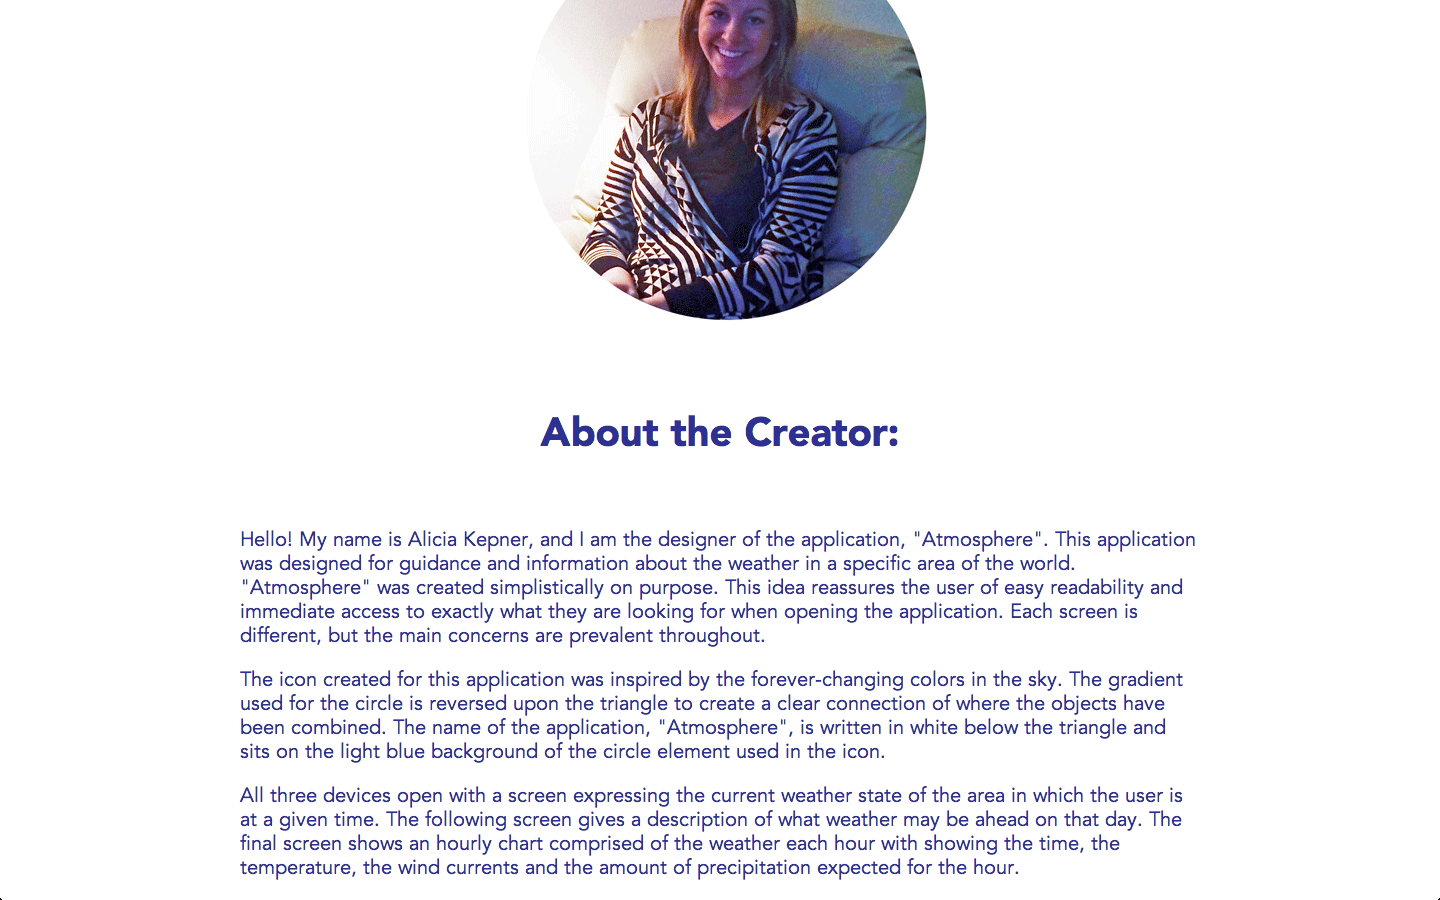 About the Creator:
Hello! My name is Alicia Kepner, and I am the designer of the application, "Atmosphere". This application
was designed for guidance and information about the weather in a specific area of the world.
"Atmosphere" was created simplistically on purpose. This idea reassures the user of easy readability and
immediate access to exactly what they are looking for when opening the application. Each screen is
different, but the main concerns are prevalent throughout.
The icon created for this application was inspired by the forever-changing colors in the sky. The gradient
used for the circle is reversed upon the triangle to create a clear connection of where the objects have
been combined. The name of the application, "Atmosphere", is written in white below the triangle and
sits on the light blue background of the circle element used in the icon.
All three devices open with a screen expressing the current weather state of the area in which the user is
at a given time. The following screen gives a description of what weather may be ahead on that day. The
final screen shows an hourly chart comprised of the weather each hour with showing the time, the
temperature, the wind currents and the amount of precipitation expected for the hour.